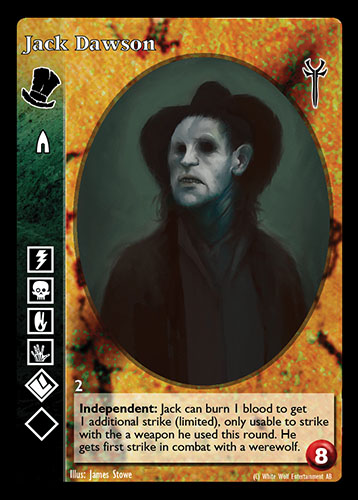 Jack Dawson
2
Independent: Jack can burn 1 blood to get
1 additional strike (limited), only usable to strike
with the a weapon he used this round. He
gets first strike in combat with a werewolf.
8
Illus: James Stowe
(C) White Wolf Entertainment AB